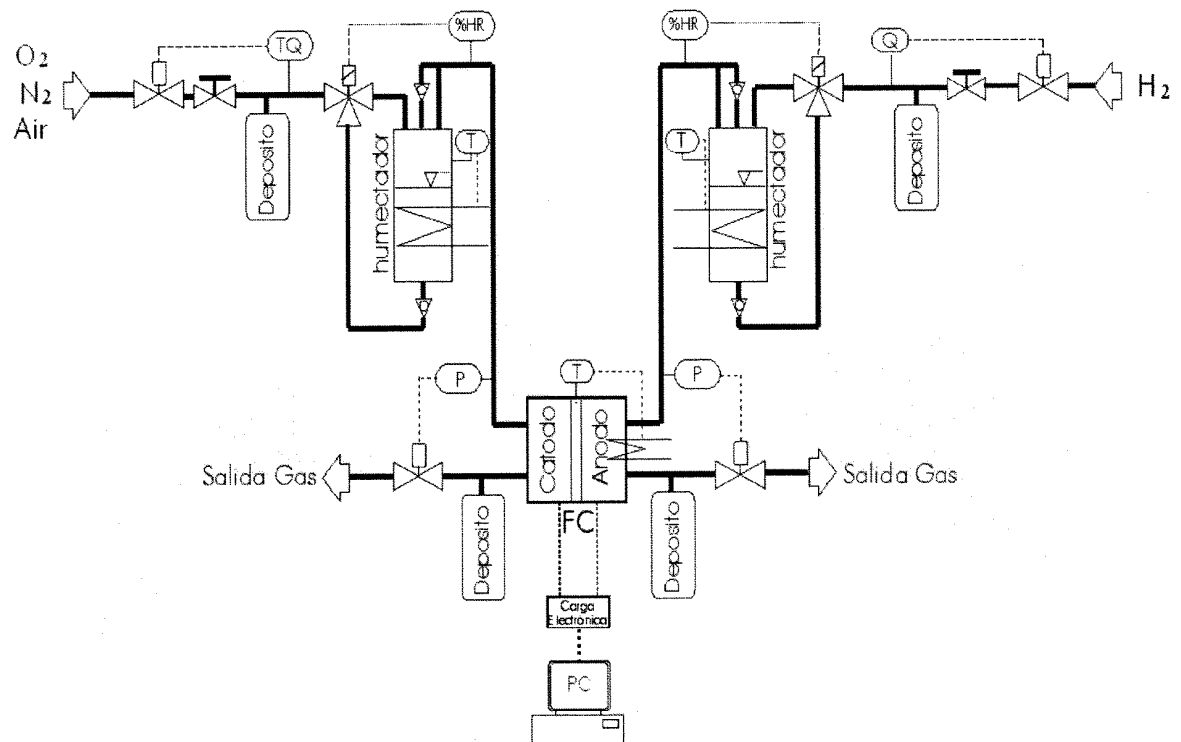 %HR
%HR
O₂
TQ
Q
N₂
H₂
Air
Deposito
humectador
T
T
humectador
Deposito
P
T
P
Catodo
Anodo
Salida Gas
Salida Gas
Deposito
FC
Deposito
Carga
Electrónica
PC